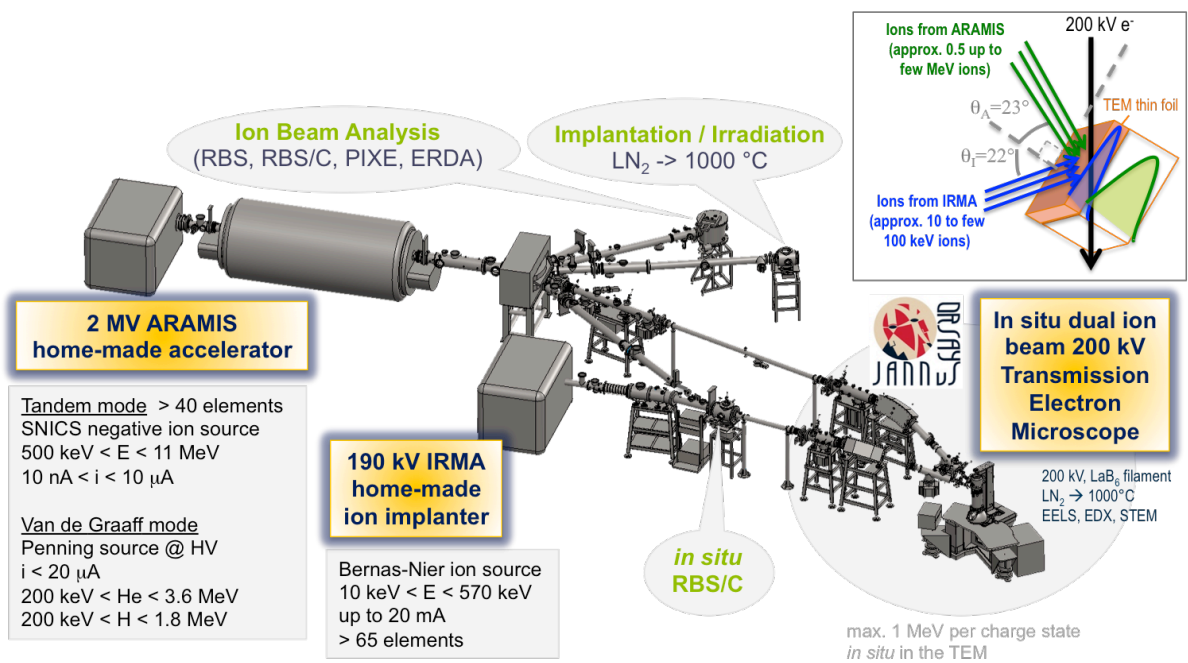 Ions from ARAMIS
(approx. 0.5 up to
few MeV ions)
200 kV e-
TEM thin foil
θA=23°
θI=22°
Ions from IRMA
(approx. 10 to few
100 keV ions)
Ion Beam Analysis
(RBS, RBS/C, PIXE, ERDA)
Implantation / Irradiation
LN2 -> 1000 °C
2 MV ARAMIS
home-made accelerator
Tandem mode > 40 elements
SNICS negative ion source
500 keV < E < 11 MeV
10 nA < i < 10 μA
Van de Graaff mode
Penning source @ HV
i < 20 μA
200 keV < He < 3.6 MeV
200 keV < H < 1.8 MeV
190 kV IRMA
home-made
ion implanter
Bernas-Nier ion source
10 keV < E < 570 keV
up to 20 mA
> 65 elements
in situ
RBS/C
JANNUS
ORSAY
In situ dual ion
beam 200 kV
Transmission
Electron
Microscope
200 kV, LaB6 filament
LN2 → 1000°C
EELS, EDX, STEM
max. 1 MeV per charge state
in situ in the TEM